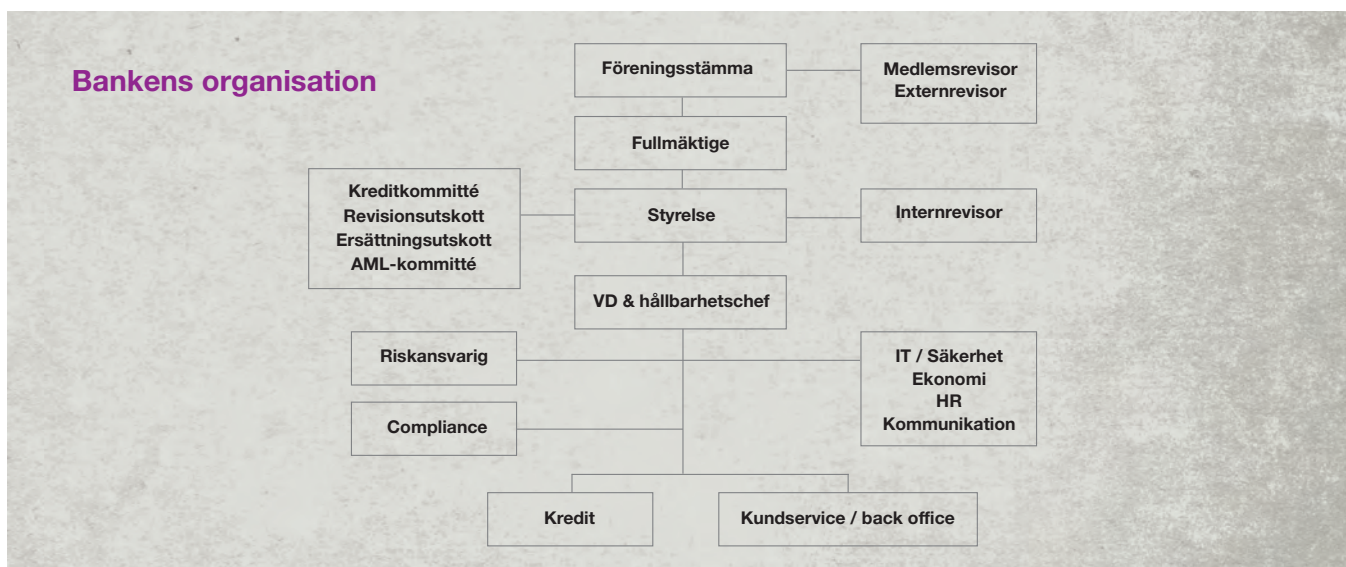 Bankens organisation
Föreningsstämma
Medlemsrevisor
Externrevisor
Fullmäktige
Kreditkommitté
Revisionsutskott
Ersättningsutskott
AML-kommitté
Styrelse
Internrevisor
VD & hållbarhetschef
Riskansvarig
IT / Säkerhet
Ekonomi
HR
Kommunikation
Compliance
Kredit
Kundservice / back office